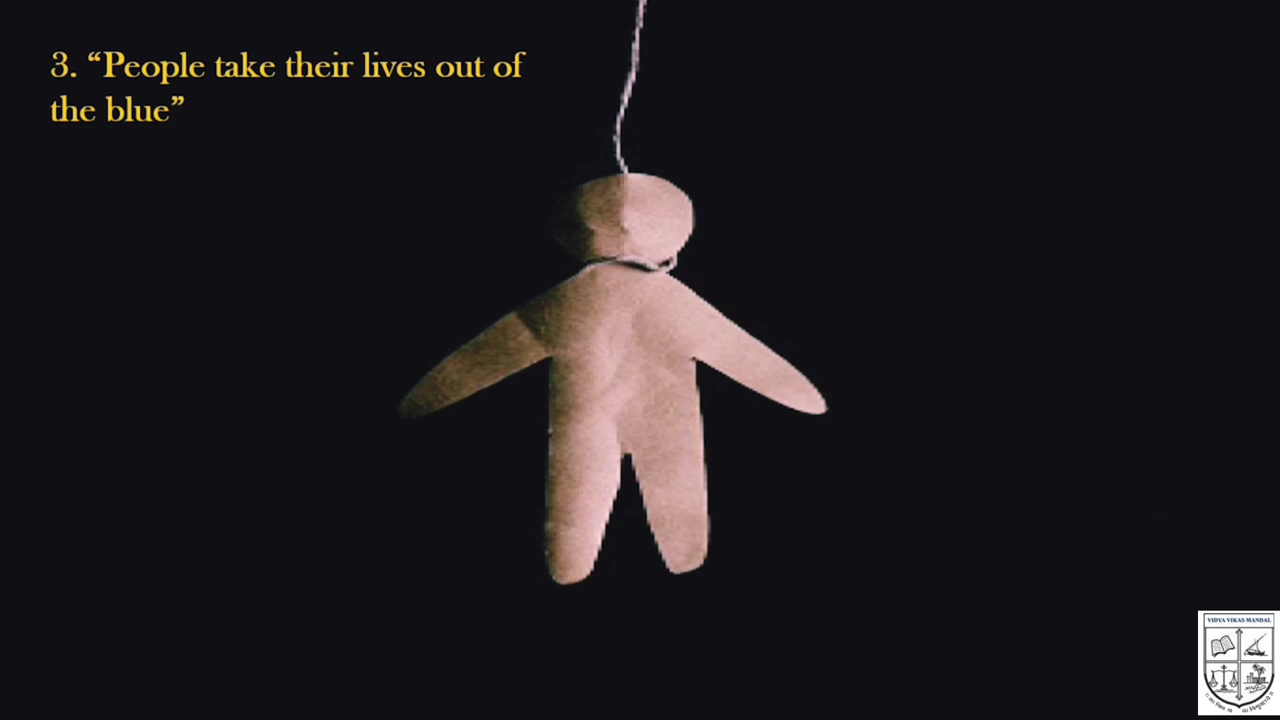 3. “People take their lives out of
the blue”
VIDYA VIKAS MANDAL